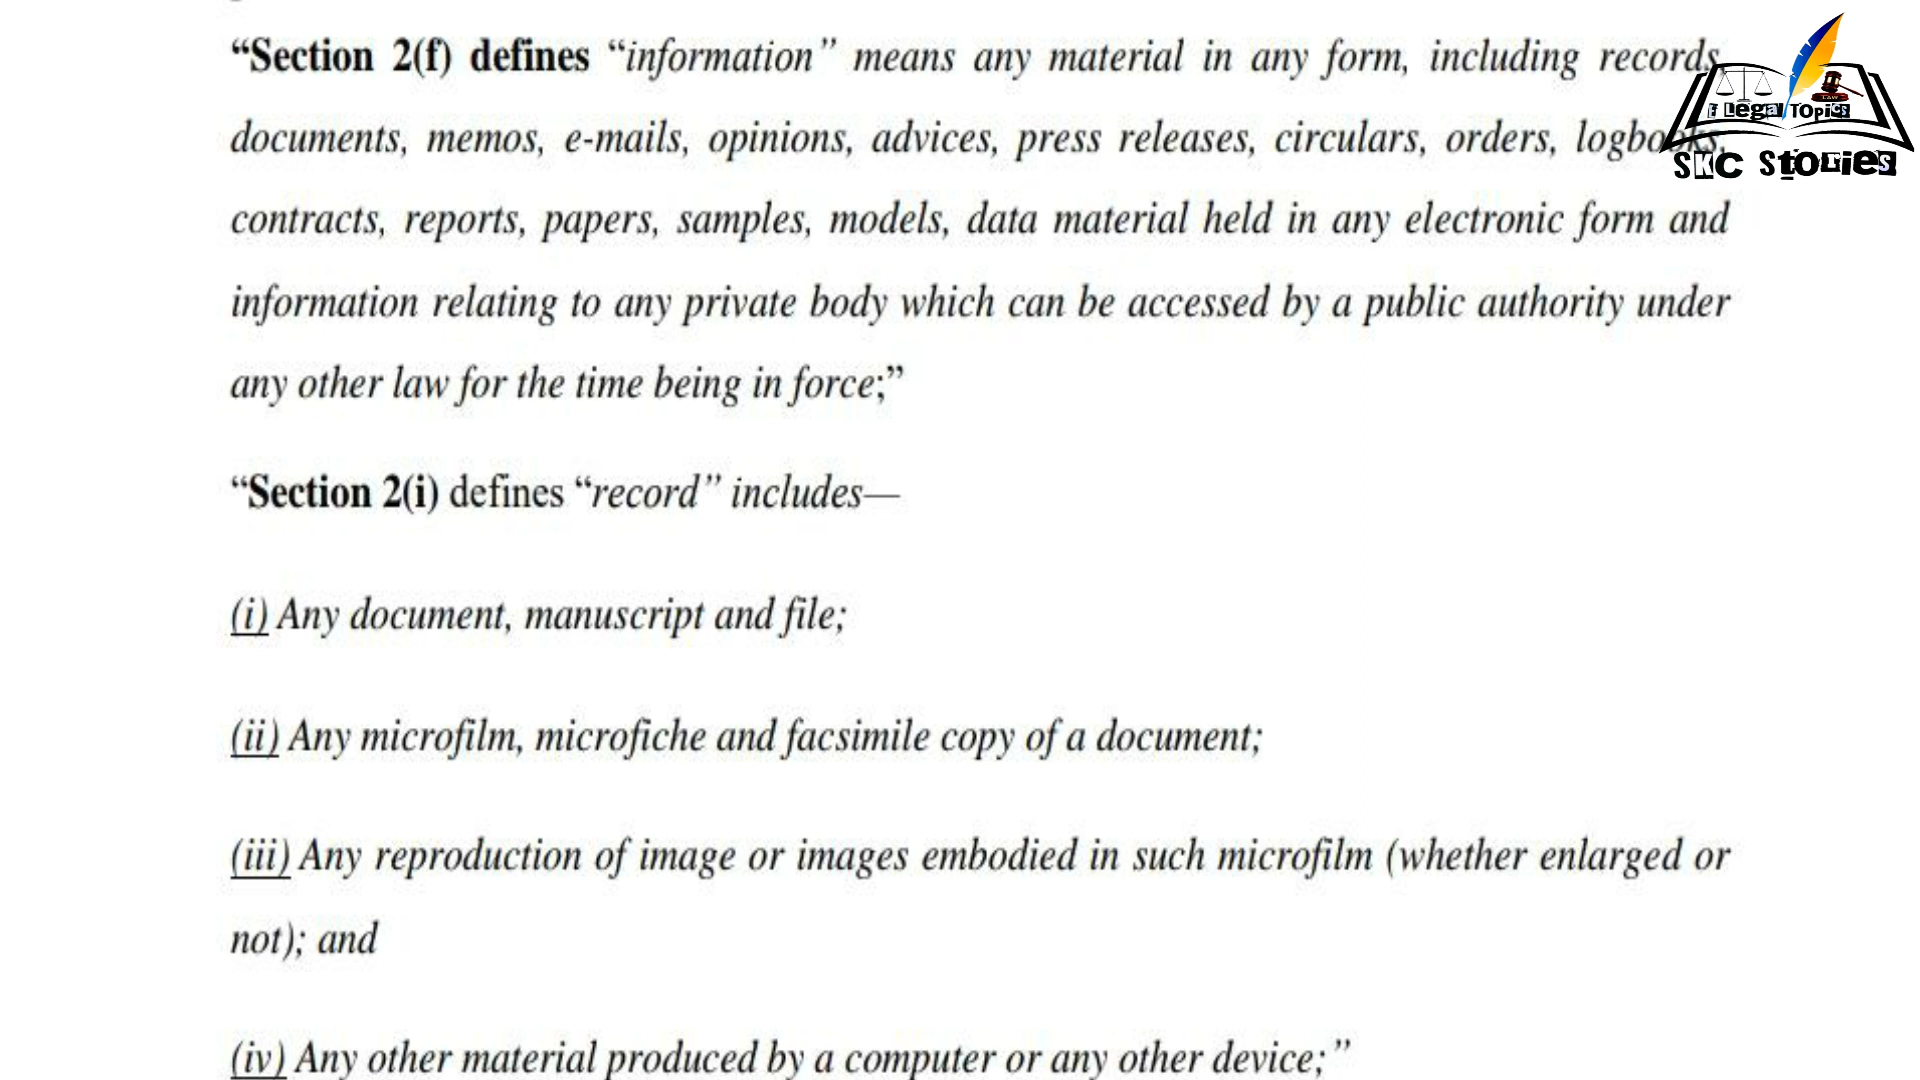 “Section 2(f) defines “information” means any material in any form, including records,
documents, memos, e-mails, opinions, advices, press releases, circulars, orders, logbooks,
contracts, reports, papers, samples, models, data material held in any electronic form and
information relating to any private body which can be accessed by a public authority under
any other law for the time being in force;”
“Section 2(i) defines “record” includes—
(i) Any document, manuscript and file;
(ii) Any microfilm, microfiche and facsimile copy of a document;
(iii) Any reproduction of image or images embodied in such microfilm (whether enlarged or
not); and
(iv) Any other material produced by a computer or any other device;”
Legal Topics
LAW
SKC Stories